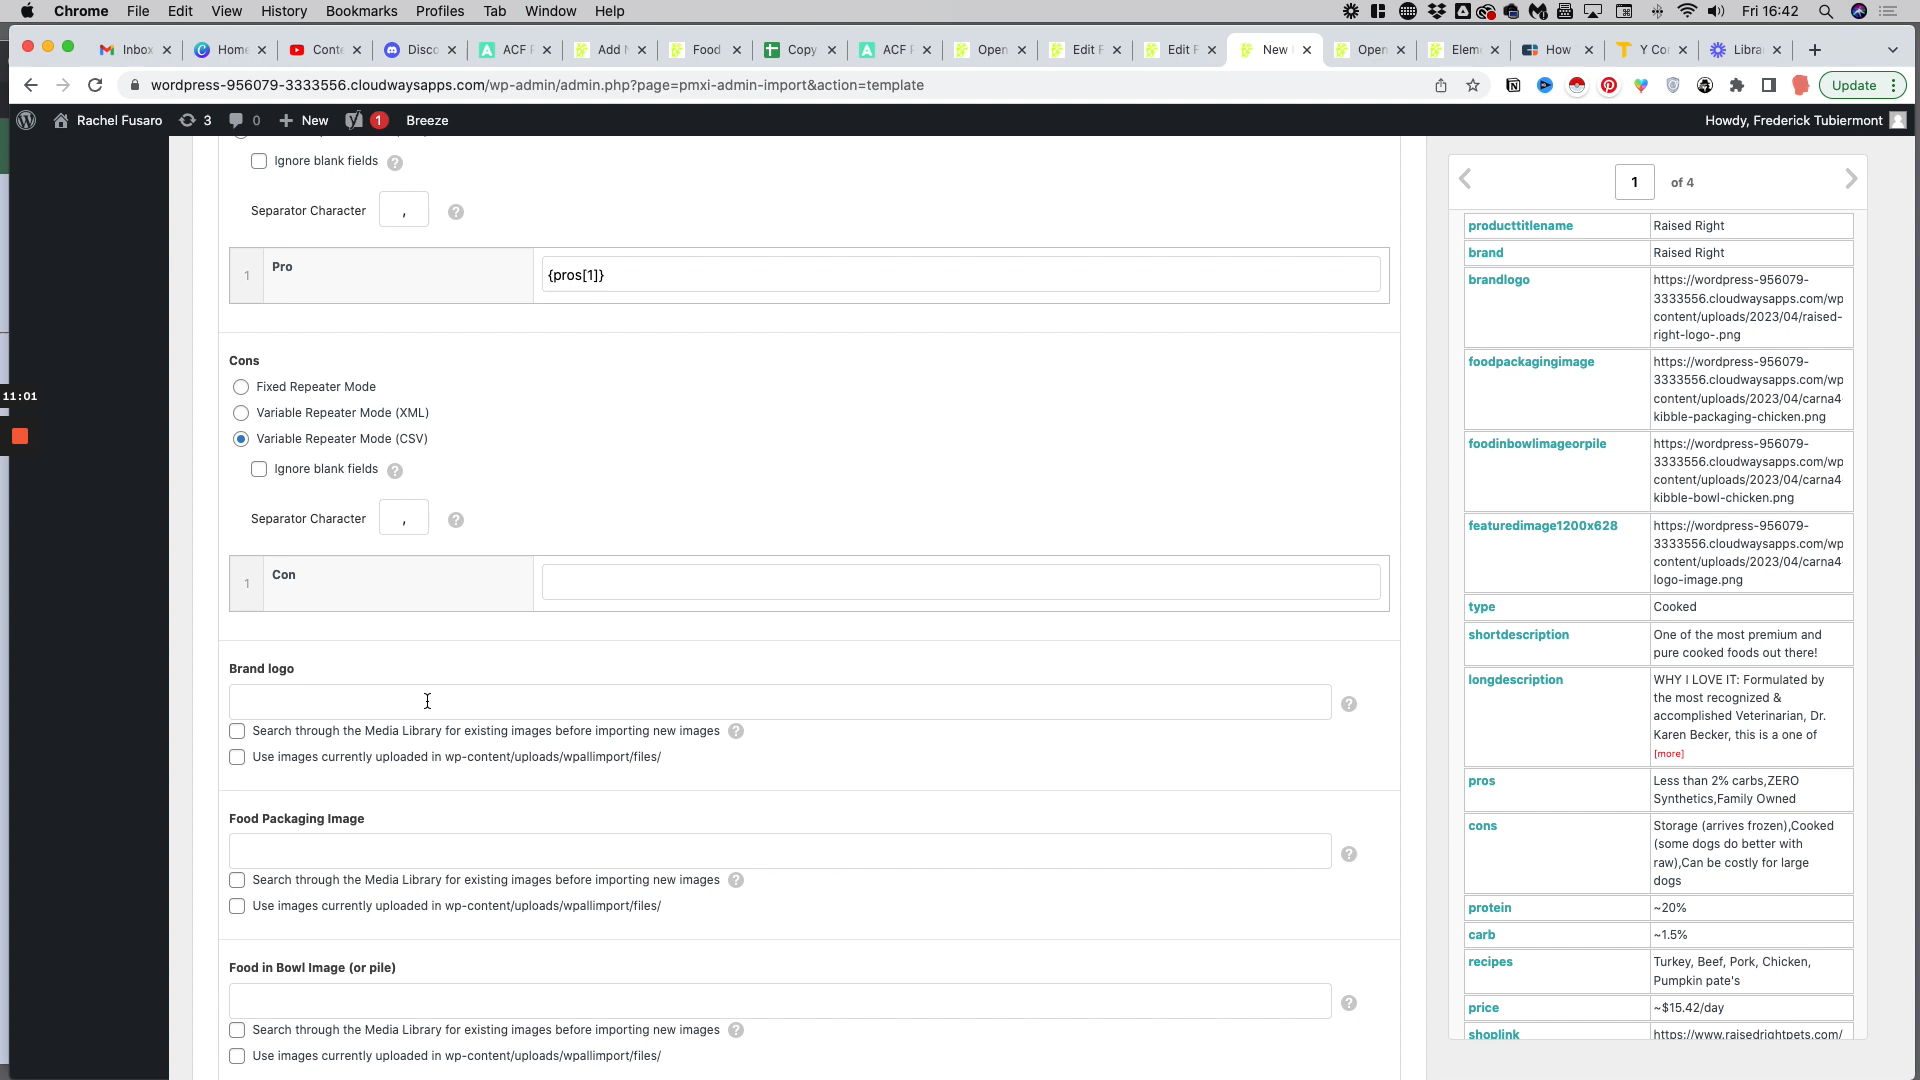 Chrome File Edit View History Bookmarks Profiles Tab Window Help Fri 16:42
Inbox Home Conte Disco ACF F Add N Food Copy ACF F Open Edit F Edit F New Open Elem How Y Cor Libra
wordpress-956079-3333556.cloudwaysapps.com/wp-admin/admin.php?page=pmxi-admin-import&action=template
Update
Rachel Fusaro 3 0 New 1 Breeze
Howdy, Frederick Tubiermont
Ignore blank fields ?
Separator Character , ?
1 Pro {pros[1]}
Cons
Fixed Repeater Mode
11:01
Variable Repeater Mode (XML)
Variable Repeater Mode (CSV)
Ignore blank fields ?
Separator Character , ?
1 Con
Brand logo
?
Search through the Media Library for existing images before importing new images ?
Use images currently uploaded in wp-content/uploads/wpallimport/files/
Food Packaging Image
?
Search through the Media Library for existing images before importing new images ?
Use images currently uploaded in wp-content/uploads/wpallimport/files/
Food in Bowl Image (or pile)
?
Search through the Media Library for existing images before importing new images ?
Use images currently uploaded in wp-content/uploads/wpallimport/files/
1 of 4
producttitlename Raised Right
brand Raised Right
brandlogo https://wordpress-956079-
3333556.cloudwaysapps.com/wp
content/uploads/2023/04/raised-
right-logo-.png
foodpackagingimage https://wordpress-956079-
3333556.cloudwaysapps.com/wp
content/uploads/2023/04/carna4
kibble-packaging-chicken.png
foodinbowlimageorpile https://wordpress-956079-
3333556.cloudwaysapps.com/wp
content/uploads/2023/04/carna4
kibble-bowl-chicken.png
featuredimage1200x628 https://wordpress-956079-
3333556.cloudwaysapps.com/wp
content/uploads/2023/04/carna4
logo-image.png
type Cooked
shortdescription One of the most premium and
pure cooked foods out there!
longdescription WHY I LOVE IT: Formulated by
the most recognized &
accomplished Veterinarian, Dr.
Karen Becker, this is a one of
[more]
pros Less than 2% carbs,ZERO
Synthetics,Family Owned
cons Storage (arrives frozen),Cooked
(some dogs do better with
raw),Can be costly for large
dogs
protein ~20%
carb ~1.5%
recipes Turkey, Beef, Pork, Chicken,
Pumpkin pate's
price ~$15.42/day
shoplink https://www.raisedrightpets.com/